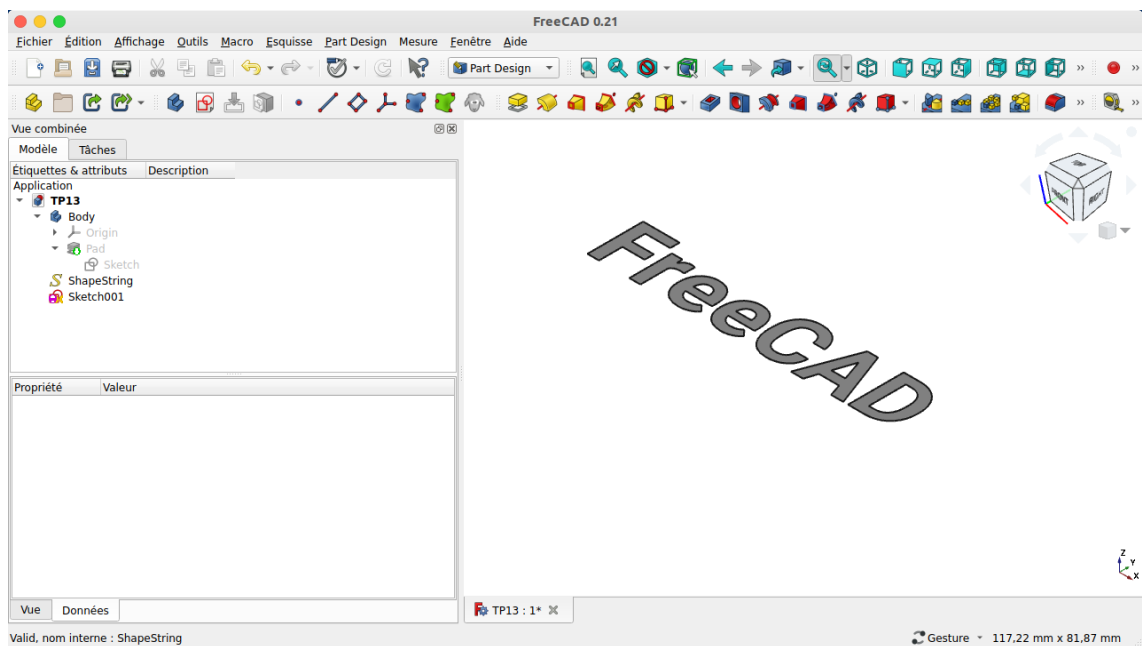 FreeCAD 0.21
Fichier Édition Affichage Outils Macro Esquisse Part Design Mesure Fenêtre Aide
Part Design
Vue combinée
Modèle Tâches
Étiquettes & attributs Description
Application
TP13
Body
Origin
Pad
Sketch
ShapeString
Sketch001
FreeCAD
FRONT RIGHT
Z
Y
X
Propriété Valeur
Vue Données
TP13 : 1*
Valid, nom interne : ShapeString
Gesture 117,22 mm x 81,87 mm